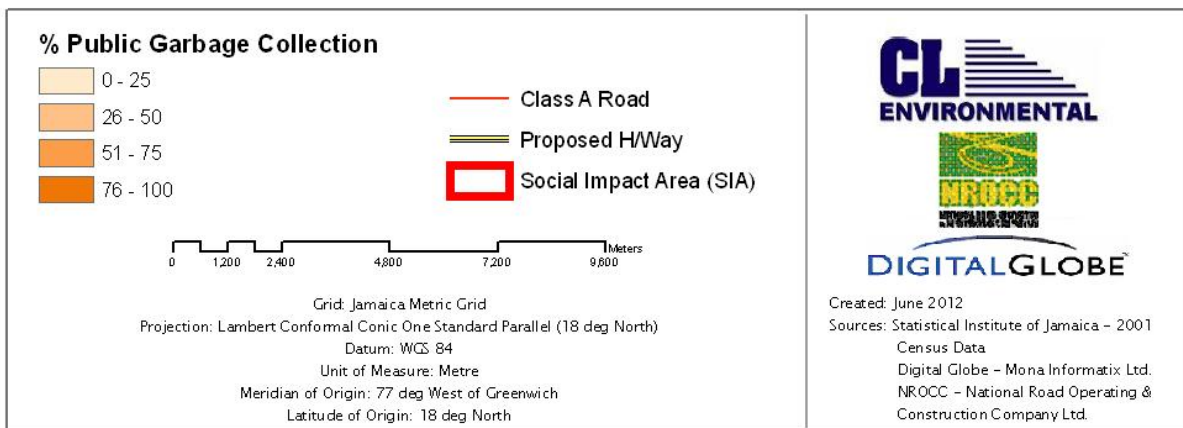 % Public Garbage Collection
0 - 25
26 - 50
51 - 75
76 - 100
Class A Road
Proposed H/Way
Social Impact Area (SIA)
Meters
0 1,200 2,400 4,800 7,200 9,600
Grid: Jamaica Metric Grid
Projection: Lambert Conformal Conic One Standard Parallel (18 deg North)
Datum: WGS 84
Unit of Measure: Metre
Meridian of Origin: 77 deg West of Greenwich
Latitude of Origin: 18 deg North
CL
ENVIRONMENTAL
NROCC
DIGITALGLOBE
Created: June 2012
Sources: Statistical Institute of Jamaica - 2001
Census Data
Digital Globe - Mona Informatix Ltd.
NROCC - National Road Operating &
Construction Company Ltd.